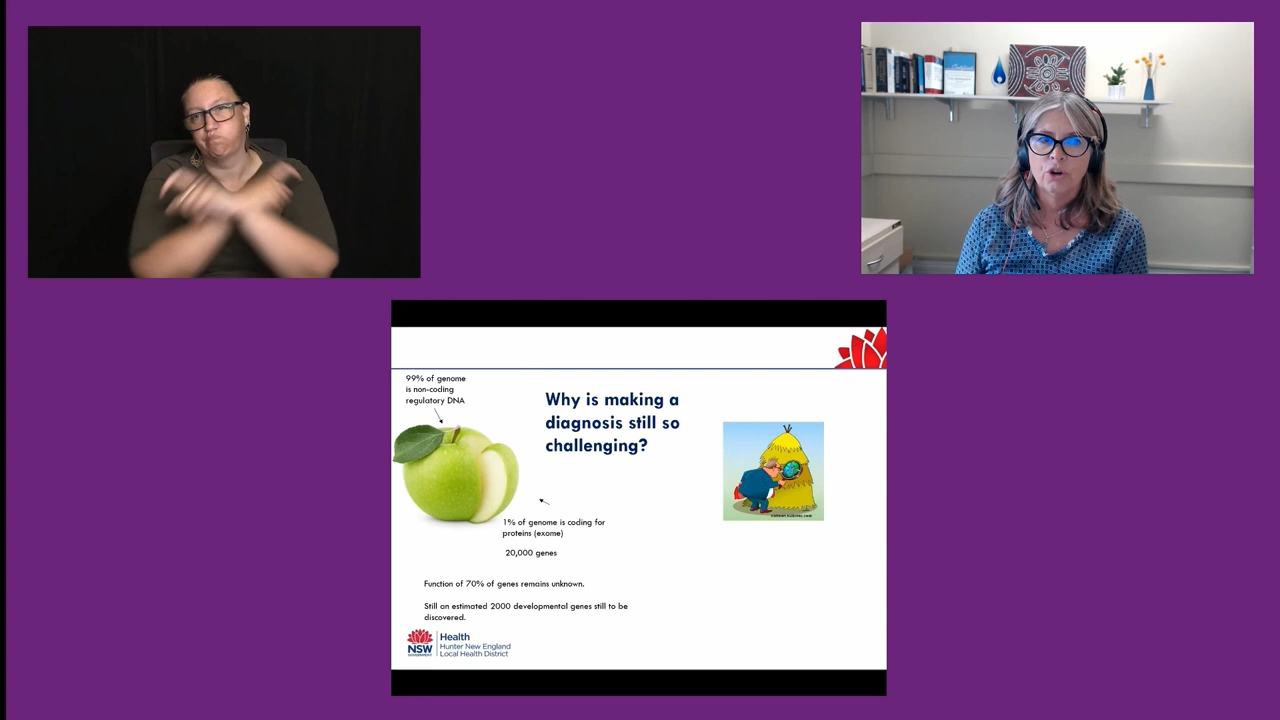 99% of genome
is non-coding
regulatory DNA
Why is making a
diagnosis still so
challenging?
1% of genome is coding for
proteins (exome)
20,000 genes
Function of 70% of genes remains unknown.
Still an estimated 2000 developmental genes still to be
discovered.
NSW
GOVERNMENT
Health
Hunter New England
Local Health District